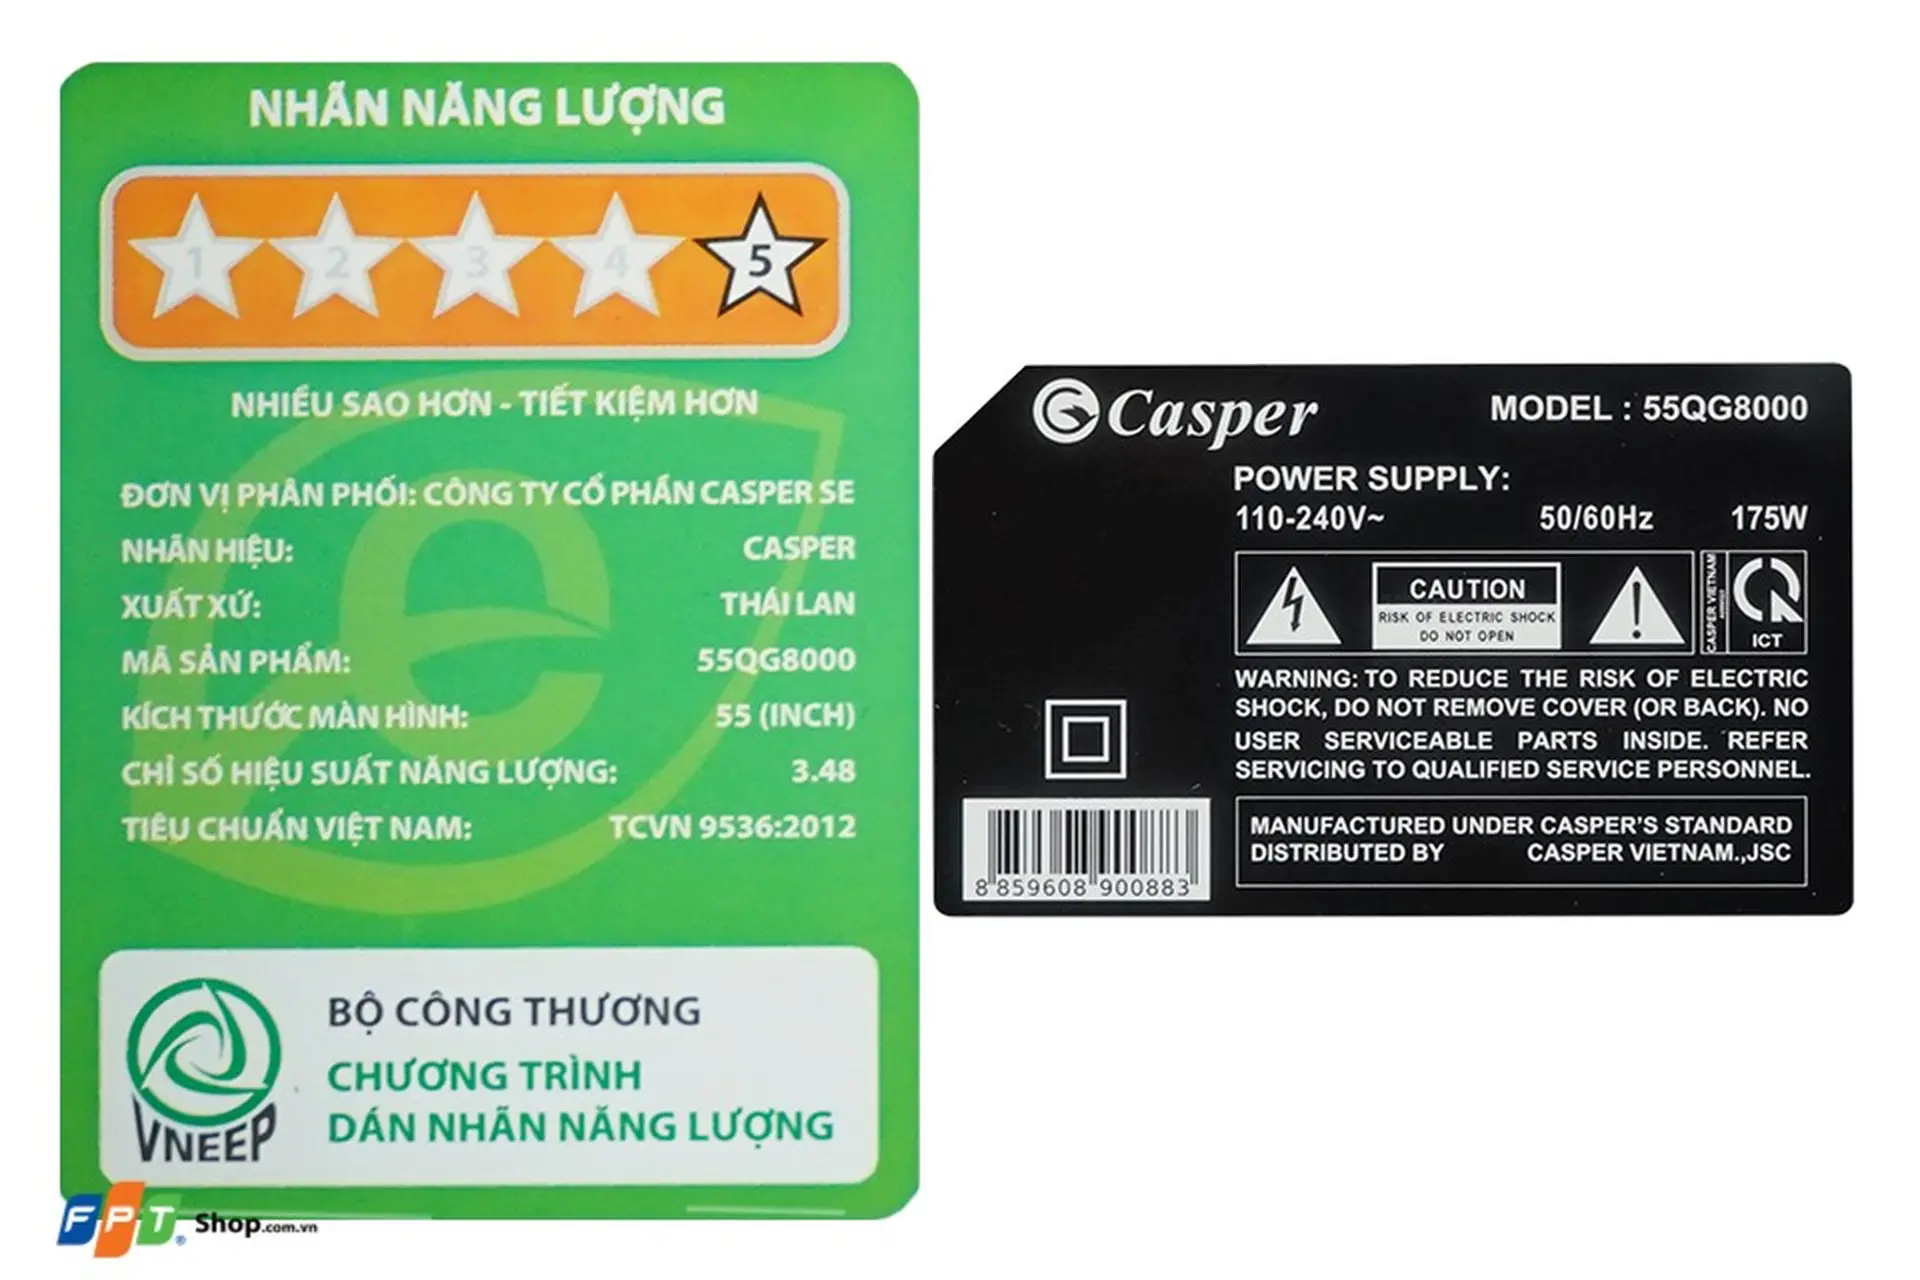 NHÃN NĂNG LƯỢNG
1 2 3 4 5
NHIỀU SAO HƠN - TIẾT KIỆM HƠN
ĐƠN VỊ PHÂN PHỐI: CÔNG TY CỔ PHẦN CASPER SE
NHÃN HIỆU: CASPER
XUẤT XỨ: THÁI LAN
MÃ SẢN PHẨM: 55QG8000
KÍCH THƯỚC MÀN HÌNH: 55 (INCH)
CHỈ SỐ HIỆU SUẤT NĂNG LƯỢNG: 3.48
TIÊU CHUẨN VIỆT NAM: TCVN 9536:2012
VNEEP
BỘ CÔNG THƯƠNG
CHƯƠNG TRÌNH
DÁN NHÃN NĂNG LƯỢNG
FPT® Shop.com.vn
Casper MODEL : 55QG8000
POWER SUPPLY:
110-240V~ 50/60Hz 175W
CAUTION
RISK OF ELECTRIC SHOCK
DO NOT OPEN
CASPER VIETNAM
ICT
WARNING: TO REDUCE THE RISK OF ELECTRIC
SHOCK, DO NOT REMOVE COVER (OR BACK). NO
USER SERVICEABLE PARTS INSIDE. REFER
SERVICING TO QUALIFIED SERVICE PERSONNEL.
MANUFACTURED UNDER CASPER'S STANDARD
DISTRIBUTED BY CASPER VIETNAM.,JSC
8 859608 900883